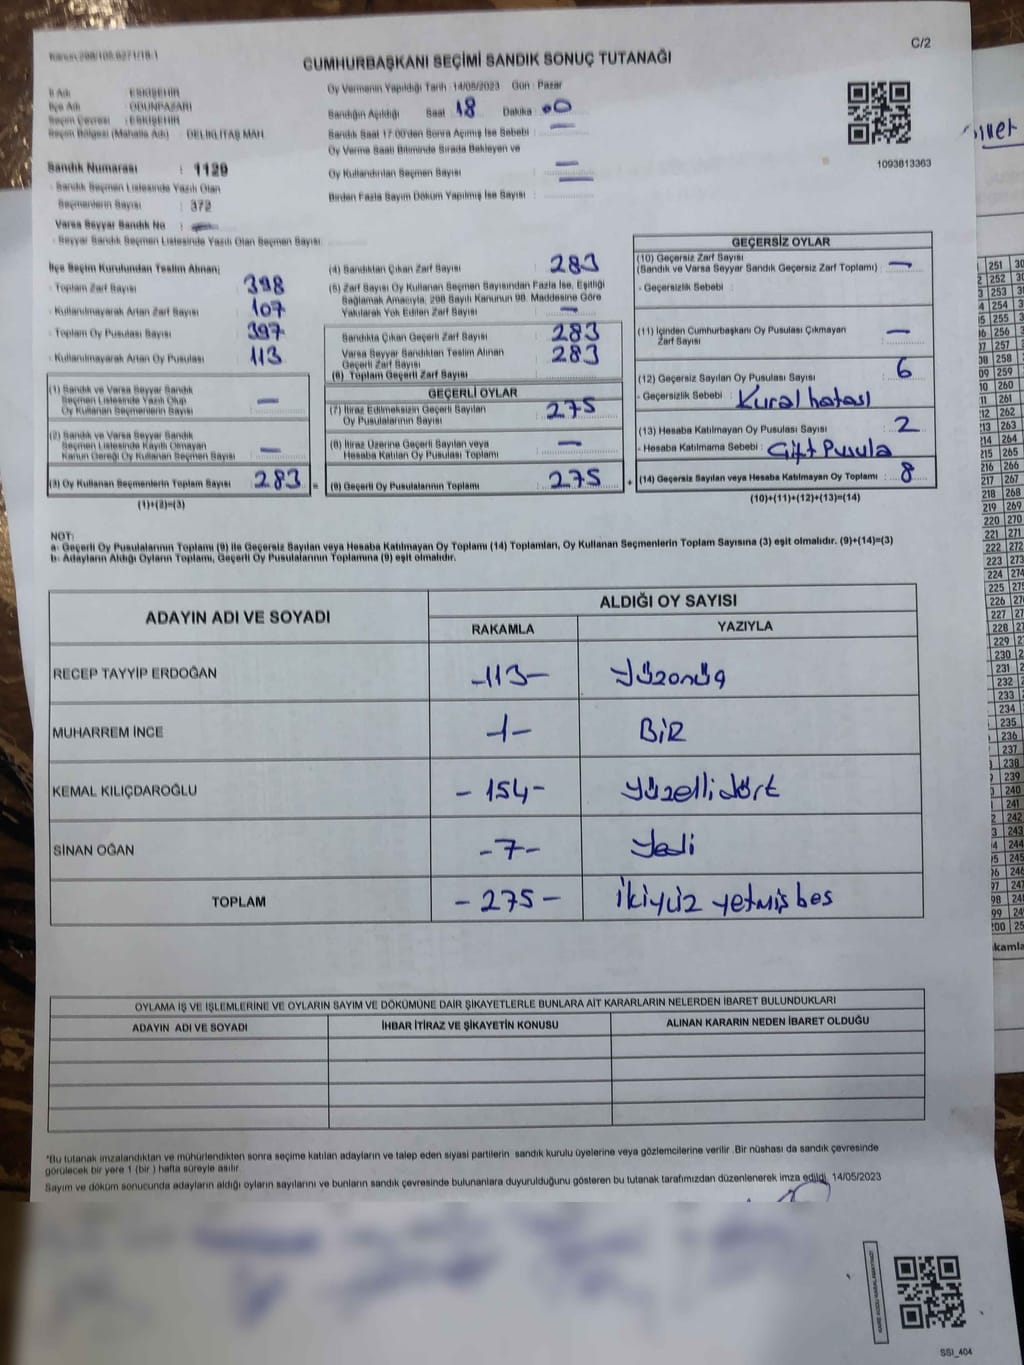 Kanun 298/105.6271/18-1
C/2
CUMHURBAŞKANI SEÇİMİ SANDIK SONUÇ TUTANAĞI
İl Adı : ESKİŞEHİR
İlçe Adı : ODUNPAZARI
Seçim Çevresi : ESKİŞEHİR
Seçim Bölgesi (Mahalle Adı) : DELİKLİTAŞ MAH.
Oy Vermenin Yapıldığı Tarih : 14/05/2023 Gün : Pazar
Sandığın Açıldığı Saat 18 Dakika 00
Sandık Saat 17:00'den Sonra Açımış İse Sebebi : —
Oy Verme Saati Bitiminde Sırada Bekleyen ve
Oy Kullandırılan Seçmen Sayısı : —
Birden Fazla Sayım Döküm Yapılmış İse Sayısı : —
1093813363
Sandık Numarası : 1129
- Sandık Seçmen Listesinde Yazılı Olan
Seçmenlerin Sayısı : 372
Varsa Seyyar Sandık No : —
- Seyyar Sandık Seçmen Listesinde Yazılı Olan Seçmen Sayısı:
İlçe Seçim Kurulundan Teslim Alınan;
- Toplam Zarf Sayısı : 398
- Kullanılmayarak Artan Zarf Sayısı : 107
- Toplam Oy Pusulası Sayısı : 397
- Kullanılmayarak Artan Oy Pusulası : 113
(1) Sandık ve Varsa Seyyar Sandık
Seçmen Listesinde Yazılı Olup
Oy Kullanan Seçmenlerin Sayısı : —
(2) Sandık ve Varsa Seyyar Sandık
Seçmen Listesinde Kayıtlı Olmayan
Kanun Gereği Oy Kullanan Seçmen Sayısı : —
(3) Oy Kullanan Seçmenlerin Toplam Sayısı : 283 =
(1)+(2)=(3)
(4) Sandıktan Çıkan Zarf Sayısı : 283
(5) Zarf Sayısı Oy Kullanan Seçmen Sayısından Fazla İse, Eşitliği
Sağlamak Amacıyla, 298 Sayılı Kanunun 98. Maddesine Göre
Yakılarak Yok Edilen Zarf Sayısı : —
Sandıkta Çıkan Geçerli Zarf Sayısı : 283
Varsa Seyyar Sandıktan Teslim Alınan
Geçerli Zarf Sayısı : 283
(6) Toplam Geçerli Zarf Sayısı :
GEÇERLİ OYLAR
(7) İtiraz Edilmeksizin Geçerli Sayılan
Oy Pusulalarının Sayısı : 275
(8) İtiraz Üzerine Geçerli Sayılan veya
Hesaba Katılan Oy Pusulası Toplamı : —
(9) Geçerli Oy Pusulalarının Toplamı : 275 +
GEÇERSİZ OYLAR
(10) Geçersiz Zarf Sayısı
(Sandık ve Varsa Seyyar Sandık Geçersiz Zarf Toplamı) : —
- Geçersizlik Sebebi :
(11) İçinden Cumhurbaşkanı Oy Pusulası Çıkmayan
Zarf Sayısı : —
(12) Geçersiz Sayılan Oy Pusulası Sayısı : 6
- Geçersizlik Sebebi : Kural hatası
(13) Hesaba Katılmayan Oy Pusulası Sayısı : 2
- Hesaba Katılmama Sebebi : Çift Pusula
(14) Geçersiz Sayılan veya Hesaba Katılmayan Oy Toplamı : 8
(10)+(11)+(12)+(13)=(14)
NOT:
a- Geçerli Oy Pusulalarının Toplamı (9) ile Geçersiz Sayılan veya Hesaba Katılmayan Oy Toplamı (14) Toplamları, Oy Kullanan Seçmenlerin Toplam Sayısına (3) eşit olmalıdır. (9)+(14)=(3)
b- Adayların Aldığı Oyların Toplamı, Geçerli Oy Pusulalarının Toplamına (9) eşit olmalıdır.
ADAYIN ADI VE SOYADI
ALDIĞI OY SAYISI
RAKAMLA YAZIYLA
RECEP TAYYİP ERDOĞAN -113- Yüzonüç
MUHARREM İNCE -1- BİR
KEMAL KILIÇDAROĞLU -154- yüzellidört
SİNAN OĞAN -7- Yedi
TOPLAM -275- İkiyüz yetmiş bes
OYLAMA İŞ VE İŞLEMLERİNE VE OYLARIN SAYIM VE DÖKÜMÜNE DAİR ŞİKAYETLERLE BUNLARA AİT KARARLARIN NELERDEN İBARET BULUNDUKLARI
ADAYIN ADI VE SOYADI İHBAR İTİRAZ VE ŞİKAYETİN KONUSU ALINAN KARARIN NEDEN İBARET OLDUĞU
*Bu tutanak imzalandıktan ve mühürlendikten sonra seçime katılan adayların ve talep eden siyasi partilerin sandık kurulu üyelerine veya gözlemcilerine verilir .Bir nüshası da sandık çevresinde
görülecek bir yere 1 (bir ) hafta süreyle asılır.
Sayım ve döküm sonucunda adayların aldığı oyların sayılarını ve bunların sandık çevresinde bulunanlara duyurulduğunu gösteren bu tutanak tarafımızdan düzenlenerek imza edildi. 14/05/2023
KARE KODU KARALAMAYINIZ!
SSI_404